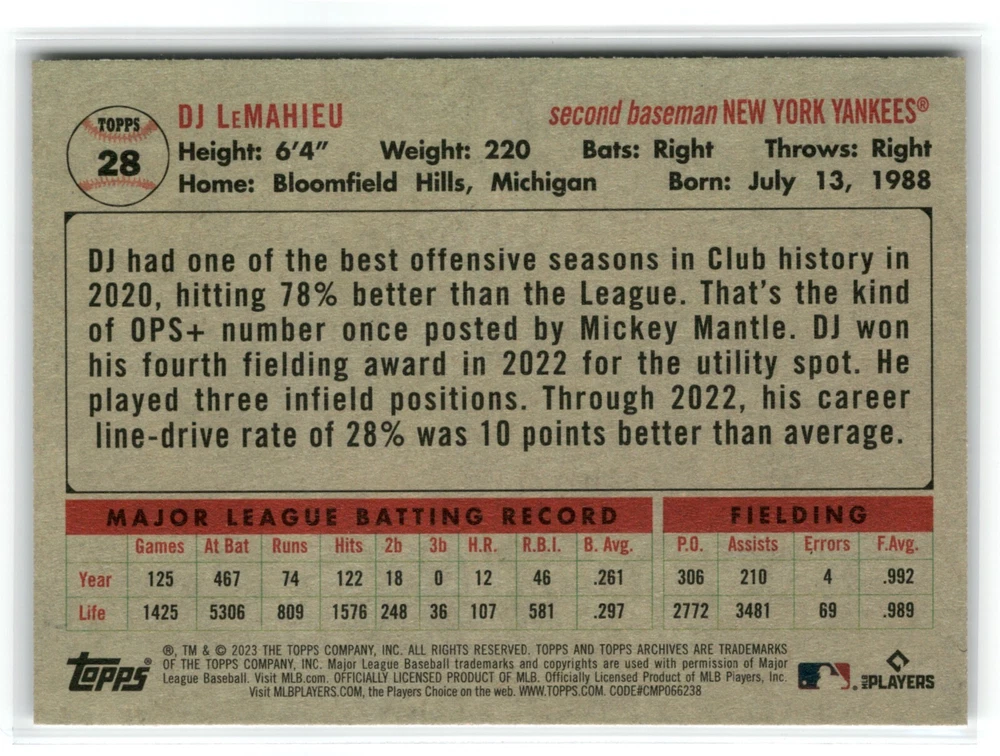 TOPPS
28
DJ LeMAHIEU
second baseman NEW YORK YANKEES®
Height: 6'4" Weight: 220 Bats: Right Throws: Right
Home: Bloomfield Hills, Michigan Born: July 13, 1988
DJ had one of the best offensive seasons in Club history in
2020, hitting 78% better than the League. That's the kind
of OPS+ number once posted by Mickey Mantle. DJ won
his fourth fielding award in 2022 for the utility spot. He
played three infield positions. Through 2022, his career
line-drive rate of 28% was 10 points better than average.
MAJOR LEAGUE BATTING RECORD FIELDING
Games At Bat Runs Hits 2b 3b H.R. R.B.I. B. Avg. P.O. Assists Errors F.Avg.
Year 125 467 74 122 18 0 12 46 .261 306 210 4 .992
Life 1425 5306 809 1576 248 36 107 581 .297 2772 3481 69 .989
®, TM & © 2023 THE TOPPS COMPANY, INC. ALL RIGHTS RESERVED. TOPPS AND TOPPS ARCHIVES ARE TRADEMARKS
OF THE TOPPS COMPANY, INC. Major League Baseball trademarks and copyrights are used with permission of Major
League Baseball. Visit MLB.com. OFFICIALLY LICENSED PRODUCT OF MLB. Officially Licensed Product of MLB Players, Inc.
Visit MLBPLAYERS.COM, the Players Choice on the web. WWW.TOPPS.COM. CODE#CMP066238
topps®
MLB PLAYERS